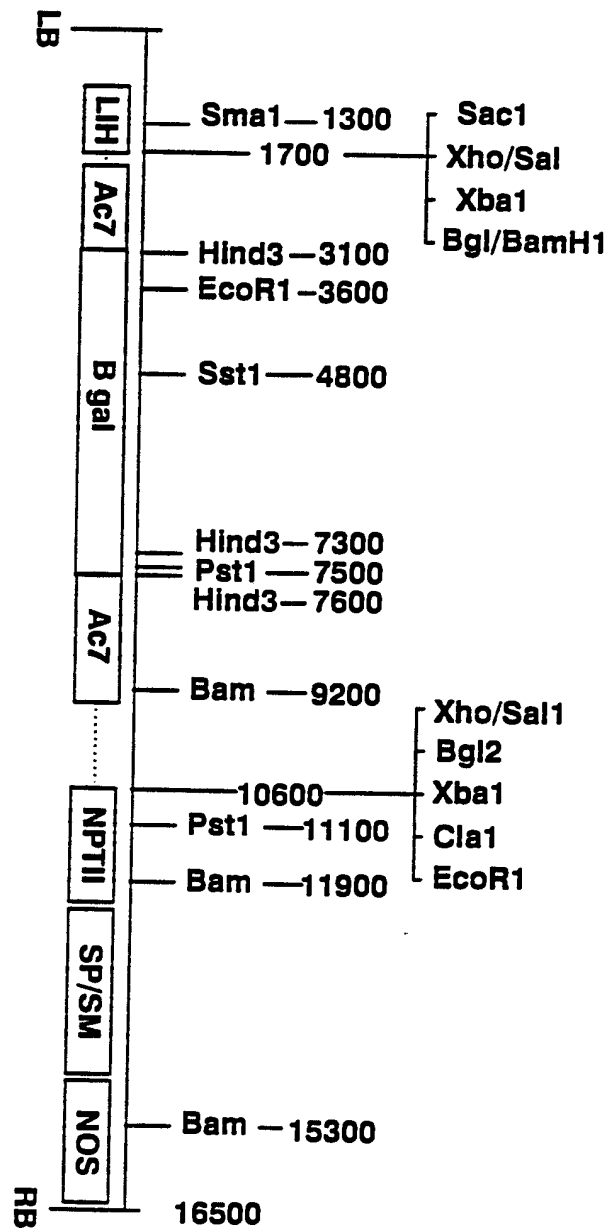 LB
LIH
Sma1—1300
Sac1
1700
Xho/Sal
Ac7
Xba1
Bgl/BamH1
Hind3—3100
EcoR1—3600
B gal
Sst1—4800
Hind3—7300
Pst1—7500
Hind3—7600
Ac7
Bam—9200
Xho/Sal1
Bgl2
10600
Xba1
NPTII
Pst1—11100
Cla1
Bam—11900
EcoR1
SP/SM
NOS
Bam—15300
RB
16500